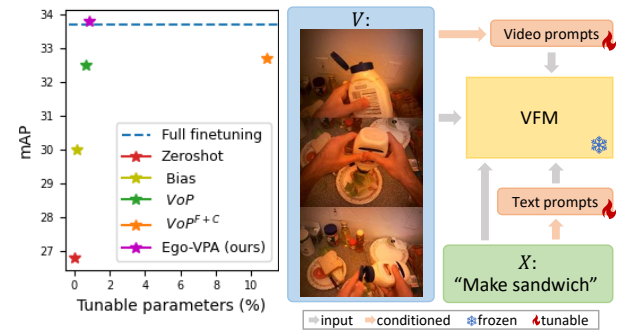 34
33
32
31
30
29
28
27
mAP
0
2
4
6
8
10
12
Tunable parameters (%)
Full finetuning
Zeroshot
Bias
VoP
VoP^{F+C}
Ego-VPA (ours)
V:
Video prompts
VFM
Text prompts
X:
“Make sandwich”
input
conditioned
frozen
tunable